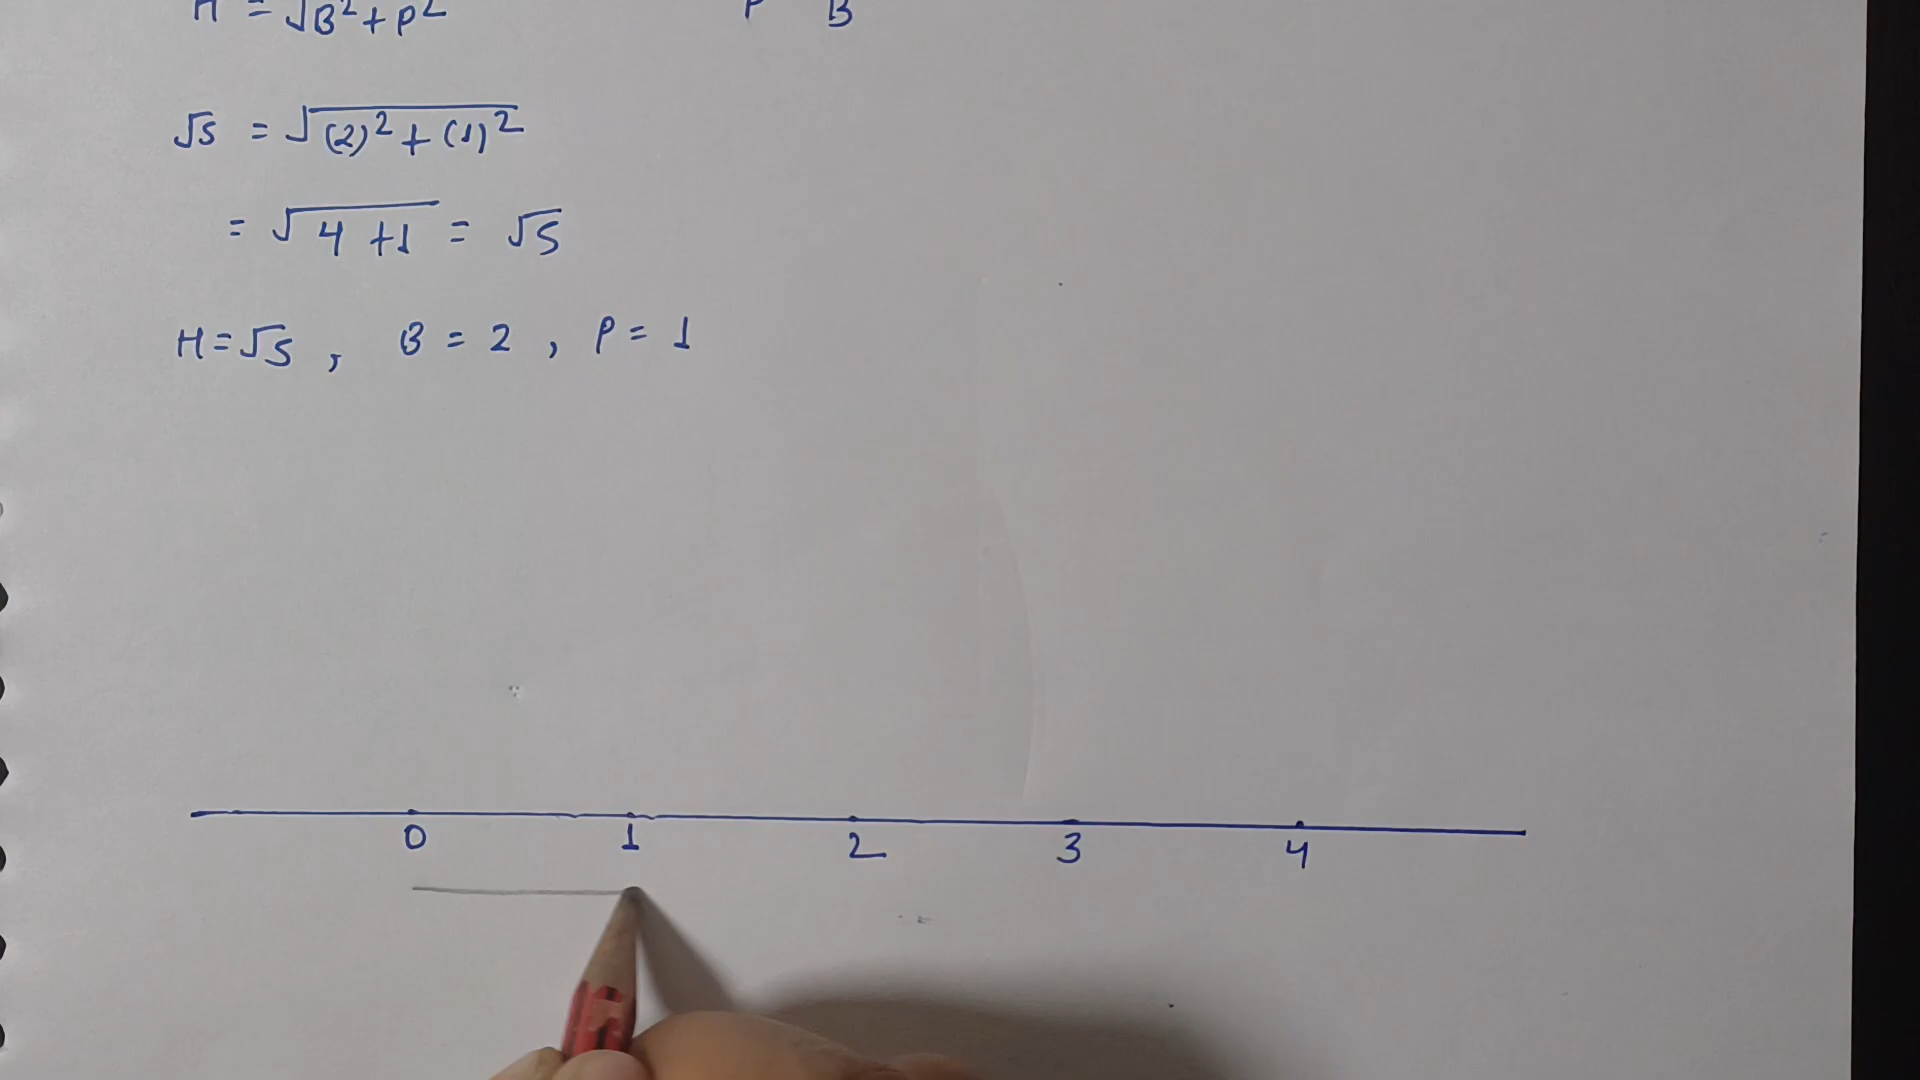 H = √B²+P² P B
√5 = √(2)²+(1)²
= √4+1 = √5
H=√5, B = 2, P = 1
0 1 2 3 4